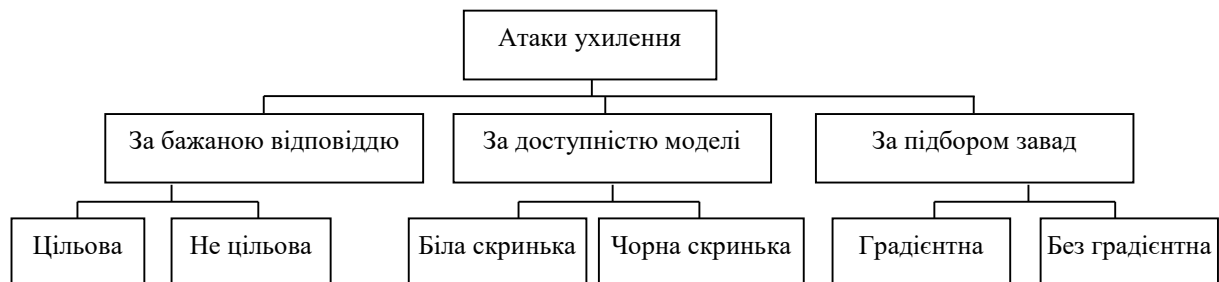 Атаки ухилення
За бажаною відповіддю
За доступністю моделі
За підбором завад
Цільова
Не цільова
Біла скринька
Чорна скринька
Градієнтна
Без градієнтна